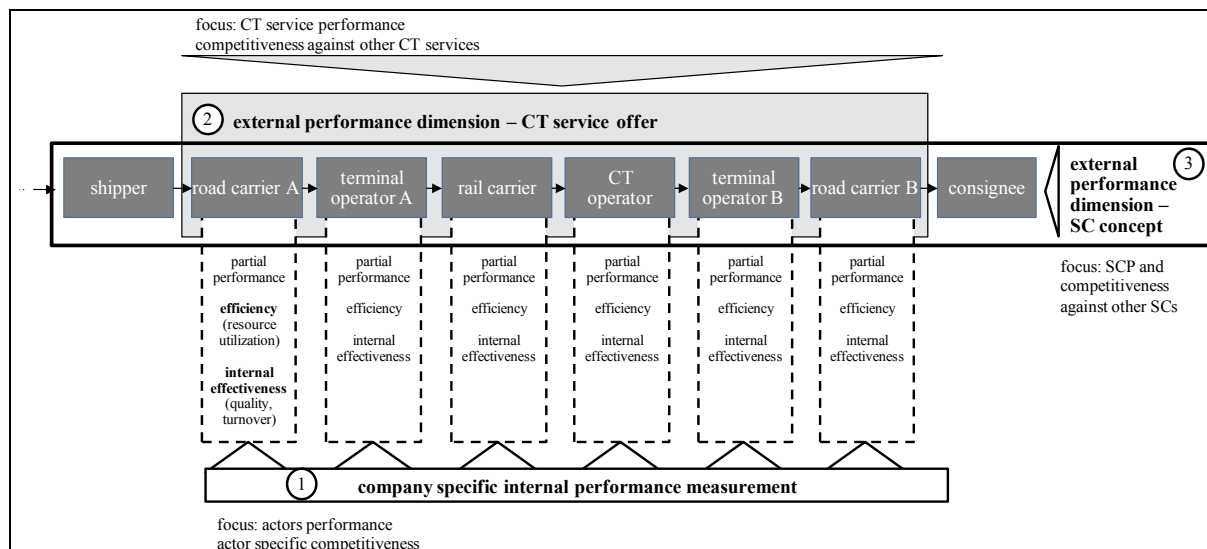 focus: CT service performance
competitiveness against other CT services
2
external performance dimension – CT service offer
3
external
performance
dimension –
SC concept
..
shipper
road carrier A
terminal
operator A
rail carrier
CT
operator
terminal
operator B
road carrier B
consignee
focus: SCP and
competitiveness
against other SCs
partial
performance
efficiency
(resource
utilization)
internal
effectiveness
(quality,
turnover)
partial
performance
efficiency
internal
effectiveness
partial
performance
efficiency
internal
effectiveness
partial
performance
efficiency
internal
effectiveness
partial
performance
efficiency
internal
effectiveness
partial
performance
efficiency
internal
effectiveness
1
company specific internal performance measurement
focus: actors performance
actor specific competitiveness